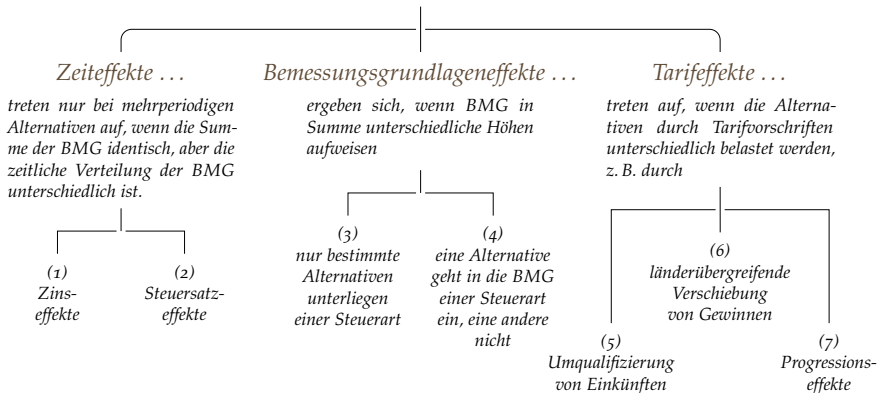 Zeiteffekte ...
treten nur bei mehrperiodigen
Alternativen auf, wenn die Sum-
me der BMG identisch, aber die
zeitliche Verteilung der BMG
unterschiedlich ist.
(1)
Zins-
effekte
(2)
Steuersatz-
effekte
Bemessungsgrundlageneffekte ...
ergeben sich, wenn BMG in
Summe unterschiedliche Höhen
aufweisen
(3)
nur bestimmte
Alternativen
unterliegen
einer Steuerart
(4)
eine Alternative
geht in die BMG
einer Steuerart
ein, eine andere
nicht
Tarifeffekte ...
treten auf, wenn die Alterna-
tiven durch Tarifvorschriften
unterschiedlich belastet werden,
z. B. durch
(5)
Umqualifizierung
von Einkünften
(6)
länderübergreifende
Verschiebung
von Gewinnen
(7)
Progressions-
effekte